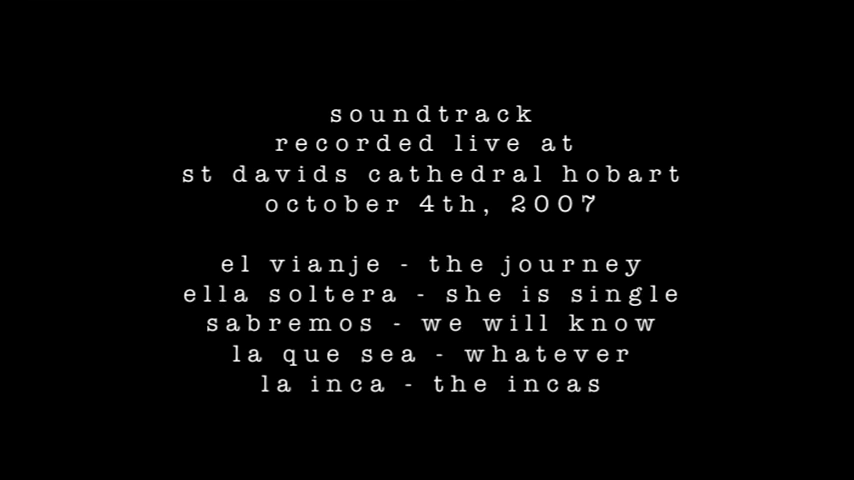 soundtrack
recorded live at
st davids cathedral hobart
october 4th, 2007
el vianje - the journey
ella soltera - she is single
sabremos - we will know
la que sea - whatever
la inca - the incas